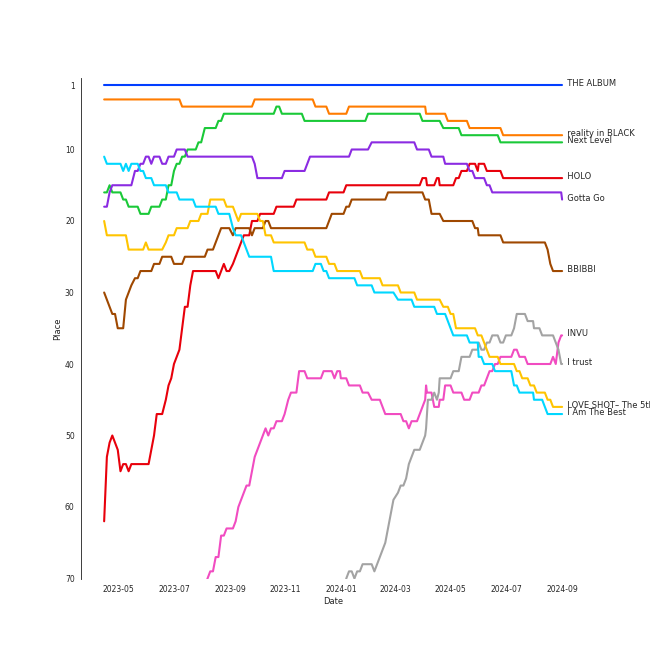 1
THE ALBUM
reality in BLACK
Next Level
10
HOLO
Gotta Go
20
BBIBBI
30
Place
INVU
40
I trust
LOVE SHOT– The 5th
I Am The Best
50
60
70
2023-05
2023-07
2023-09
2023-11
2024-01
2024-03
2024-05
2024-07
2024-09
Date